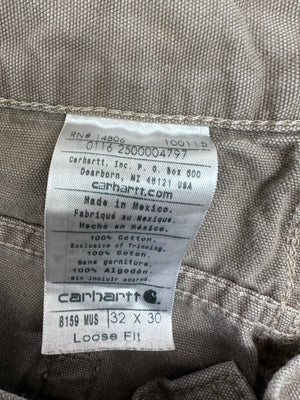 RN# 14806 100115
0116 2300004797
Carhartt, Inc. P. O. Box 600
Dearborn, MI 48121 USA
carhartt.com
Made in Mexico.
Fabriqué au Mexique.
Hecho en México.
100% Cotton.
Exclusive of Trimming.
100% Coton.
Sans garniture.
100% Algodón.
carhartt
B159 MUS 32 X 30
Loose Fit